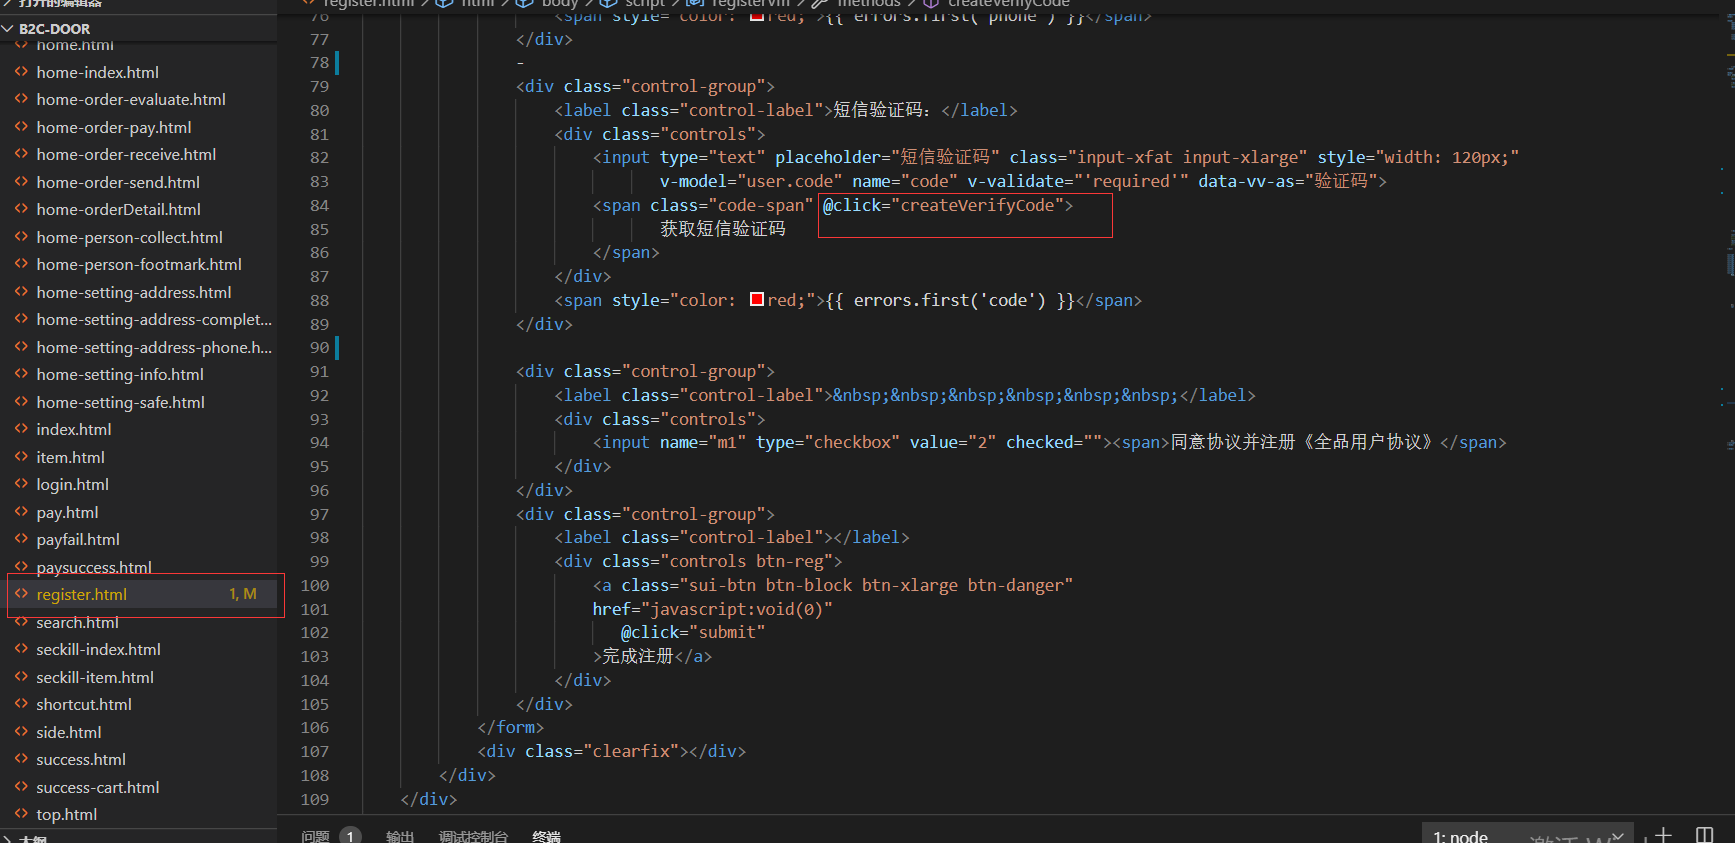 打开的编辑器
B2C-DOOR
home.html
home-index.html
home-order-evaluate.html
home-order-pay.html
home-order-receive.html
home-order-send.html
home-orderDetail.html
home-person-collect.html
home-person-footmark.html
home-setting-address.html
home-setting-address-complet...
home-setting-address-phone.h...
home-setting-info.html
home-setting-safe.html
index.html
item.html
login.html
pay.html
payfail.html
paysuccess.html
register.html 1, M
search.html
seckill-index.html
seckill-item.html
shortcut.html
side.html
success.html
success-cart.html
top.html
大纲
register.html > html > body > script > registerVm > methods > createVerifyCode
76 <span style="color: red;">{{ errors.first('phone') }}</span>
77 </div>
78 -
79 <div class="control-group">
80 <label class="control-label">短信验证码：</label>
81 <div class="controls">
82 <input type="text" placeholder="短信验证码" class="input-xfat input-xlarge" style="width: 120px;"
83 v-model="user.code" name="code" v-validate="'required'" data-vv-as="验证码">
84 <span class="code-span" @click="createVerifyCode">
85 获取短信验证码
86 </span>
87 </div>
88 <span style="color: red;">{{ errors.first('code') }}</span>
89 </div>
90
91 <div class="control-group">
92 <label class="control-label">&nbsp;&nbsp;&nbsp;&nbsp;&nbsp;&nbsp;</label>
93 <div class="controls">
94 <input name="m1" type="checkbox" value="2" checked=""><span>同意协议并注册《全品用户协议》</span>
95 </div>
96 </div>
97 <div class="control-group">
98 <label class="control-label"></label>
99 <div class="controls btn-reg">
100 <a class="sui-btn btn-block btn-xlarge btn-danger"
101 href="javascript:void(0)"
102 @click="submit"
103 >完成注册</a>
104 </div>
105 </div>
106 </form>
107 <div class="clearfix"></div>
108 </div>
109 </div>
问题 1 输出 调试控制台 终端
1: node